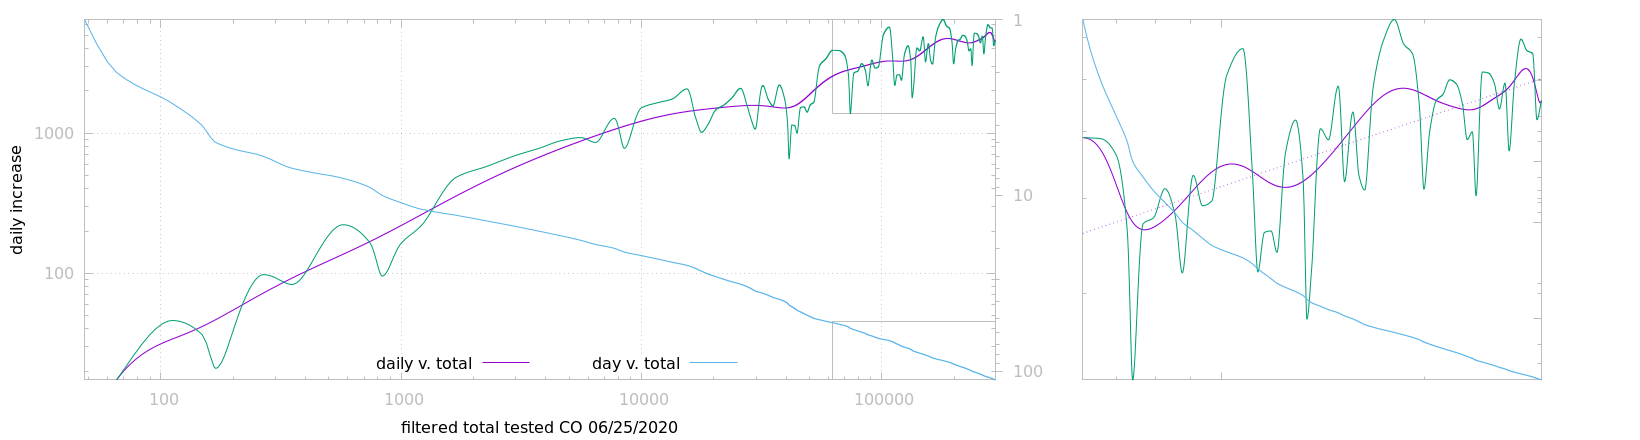 1
1000
daily increase
10
100
daily v. total
day v. total
100
100
1000
10000
100000
filtered total tested CO 06/25/2020